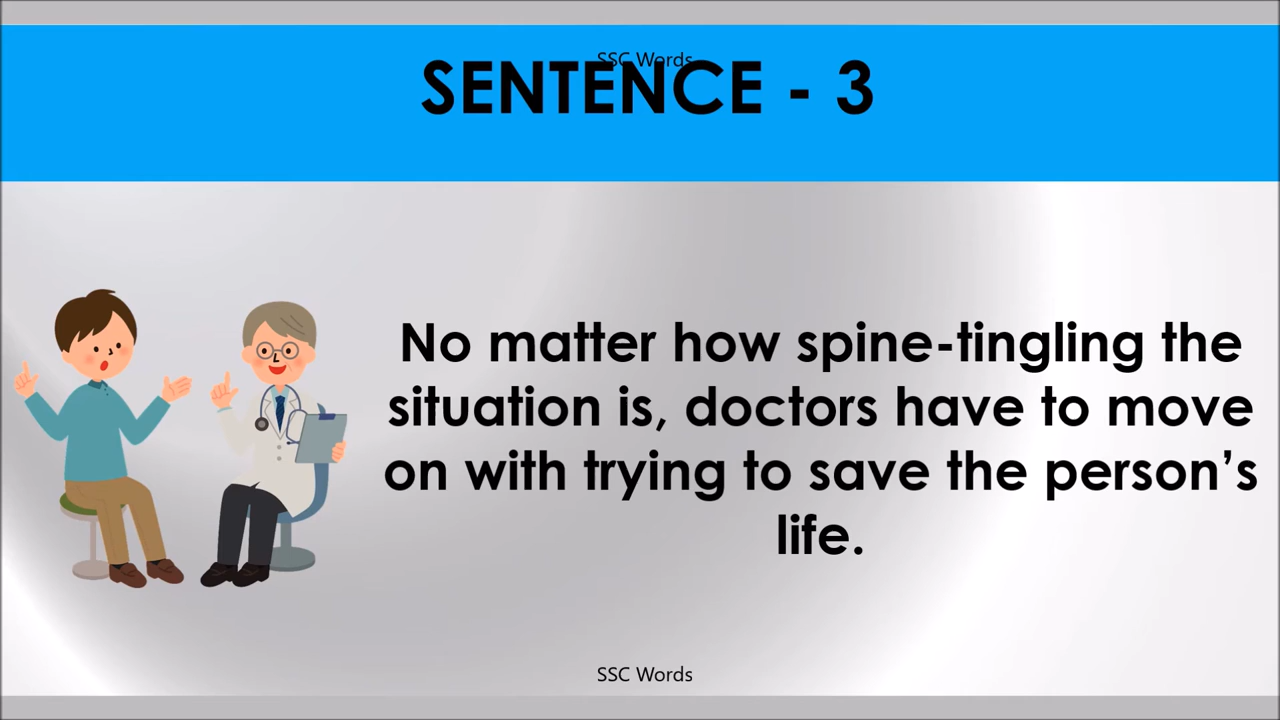 SSC Words
SENTENCE - 3
No matter how spine-tingling the
situation is, doctors have to move
on with trying to save the person’s
life.
SSC Words